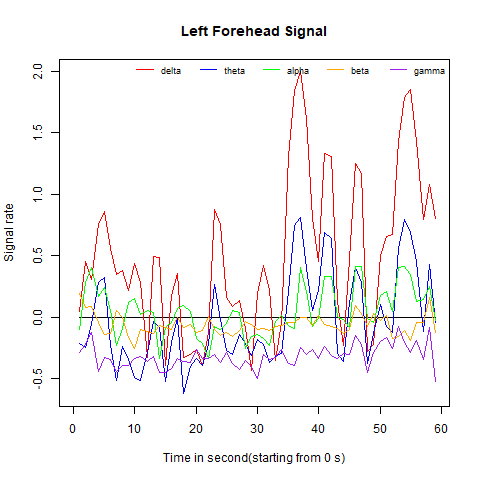 Left Forehead Signal
delta theta alpha beta gamma
2.0
1.5
1.0
0.5
0.0
-0.5
Signal rate
0 10 20 30 40 50 60
Time in second(starting from 0 s)